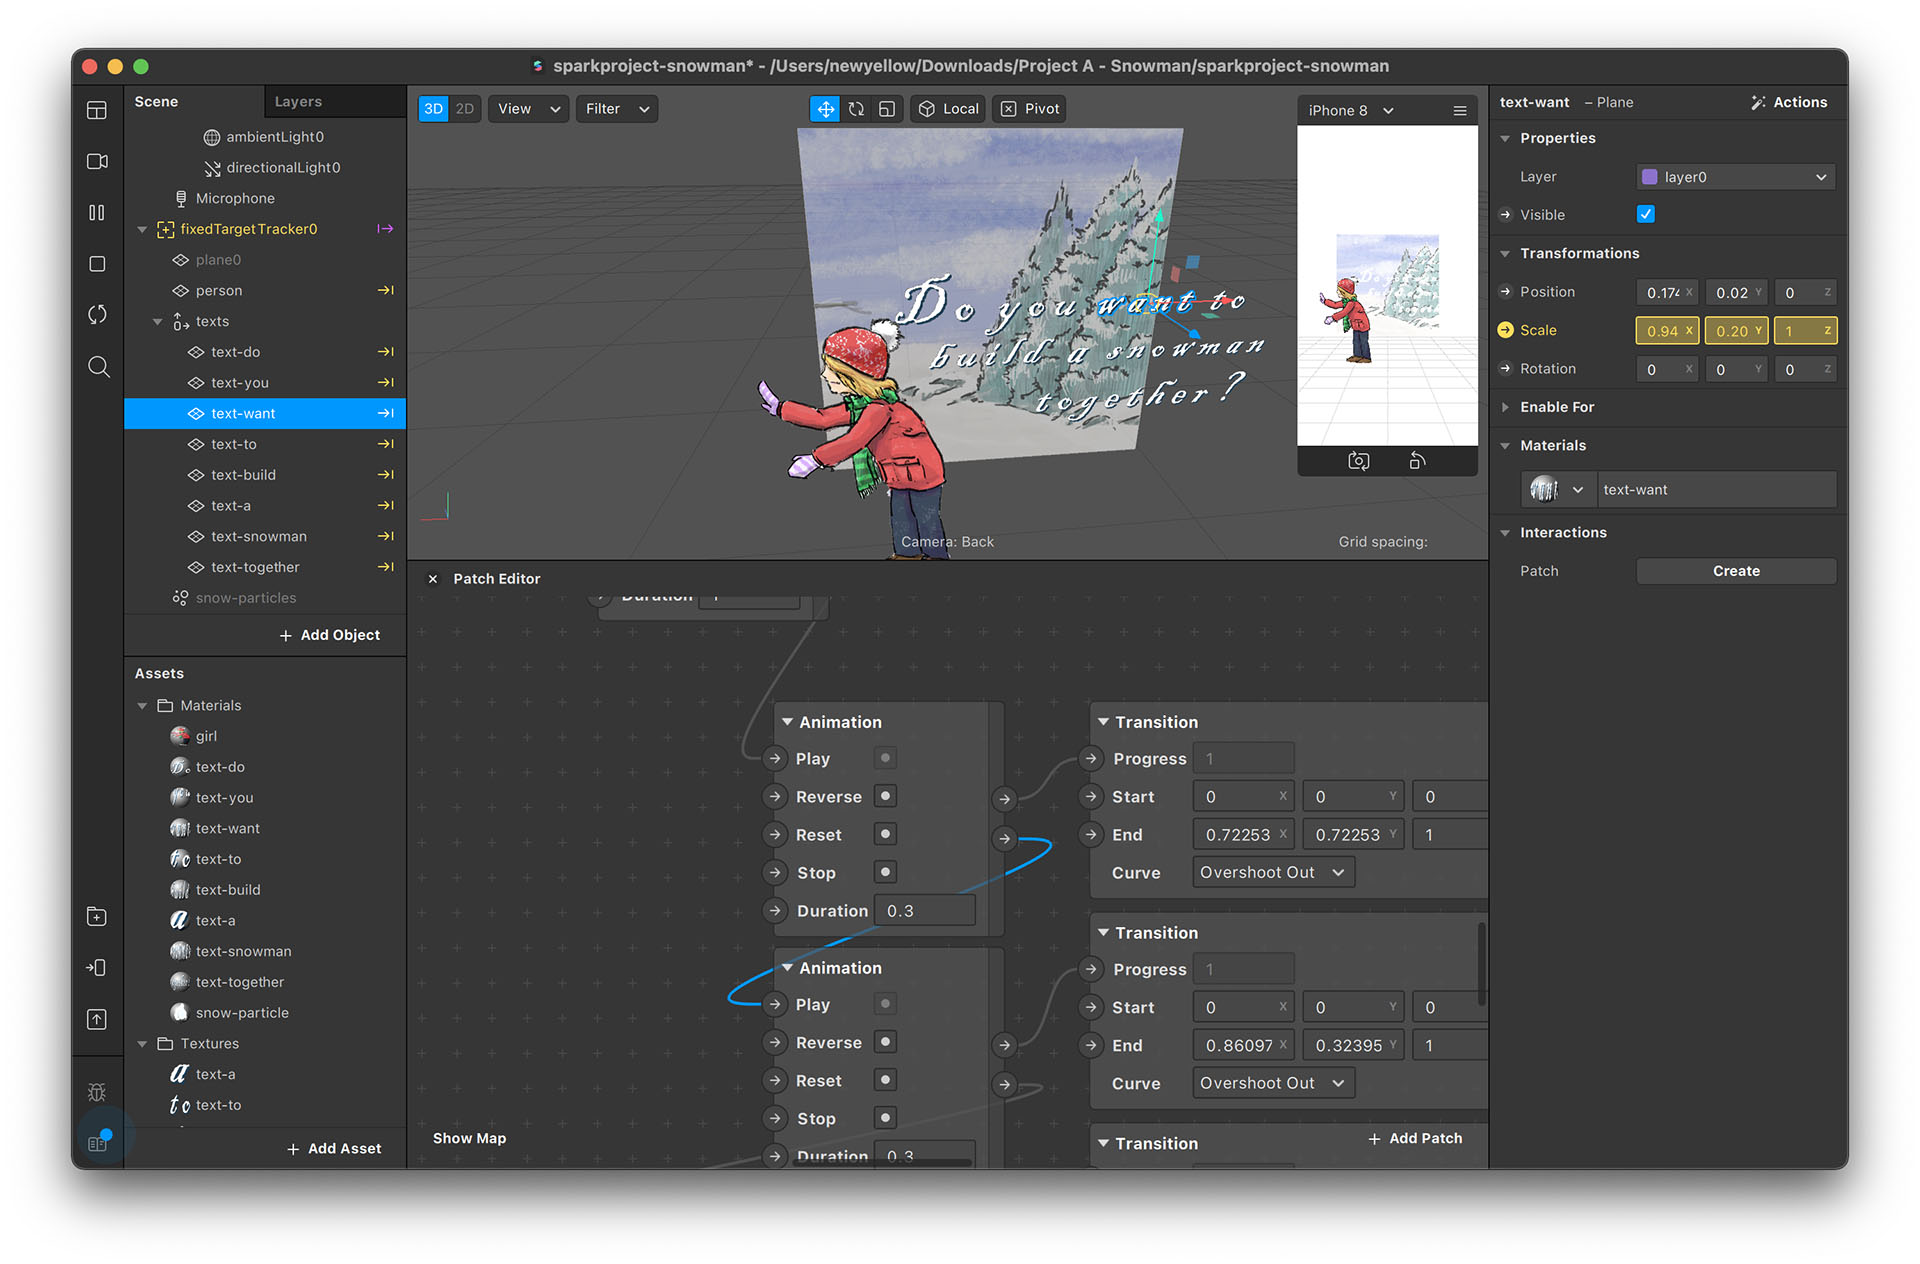 sparkproject-snowman* - /Users/newyellow/Downloads/Project A - Snowman/sparkproject-snowman
Scene
Layers
ambientLight0
directionalLight0
Microphone
fixedTargetTracker0
plane0
person
texts
text-do
text-you
text-want
text-to
text-build
text-a
text-snowman
text-together
snow-particles
+ Add Object
Assets
Materials
girl
text-do
text-you
text-want
text-to
text-build
text-a
text-snowman
text-together
snow-particle
Textures
text-a
text-to
+ Add Asset
3D 2D View Filter Local Pivot
Do you want to
build a snowman
together?
Camera: Back
Grid spacing:
iPhone 8
Patch Editor
Duration
Animation
Play
Reverse
Reset
Stop
Duration 0.3
Animation
Play
Reverse
Reset
Stop
Duration 0.3
Transition
Progress 1
Start 0 X 0 Y 0
End 0.72253 X 0.72253 Y 1
Curve Overshoot Out
Transition
Progress 1
Start 0 X 0 Y 0
End 0.86097 X 0.32395 Y 1
Curve Overshoot Out
Transition
Show Map
+ Add Patch
text-want – Plane Actions
Properties
Layer layer0
Visible
Transformations
Position 0.174 X 0.02 Y 0 Z
Scale 0.94 X 0.20 Y 1 Z
Rotation 0 X 0 Y 0 Z
Enable For
Materials
text-want
Interactions
Patch Create